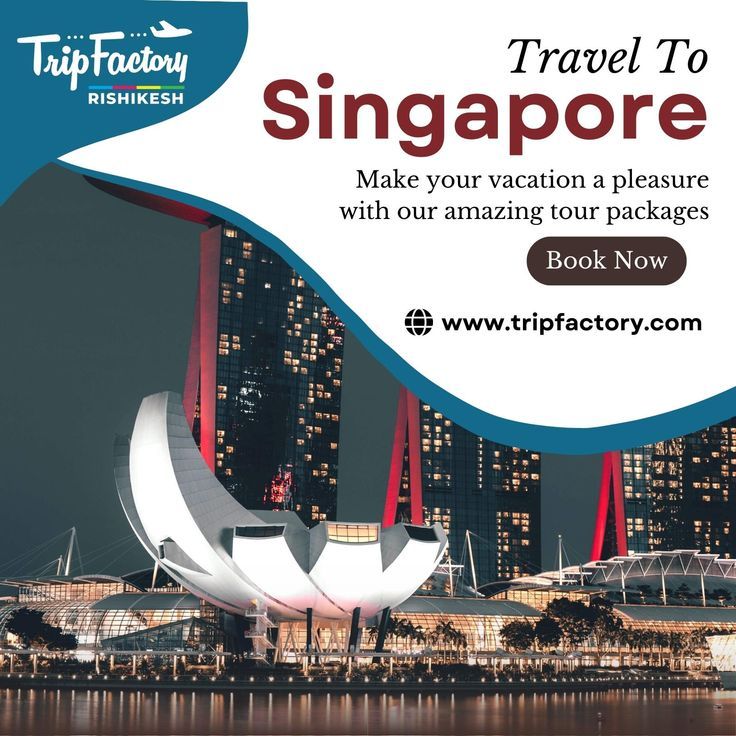 TripFactory
RISHIKESH
Travel To
Singapore
Make your vacation a pleasure
with our amazing tour packages
Book Now
www.tripfactory.com